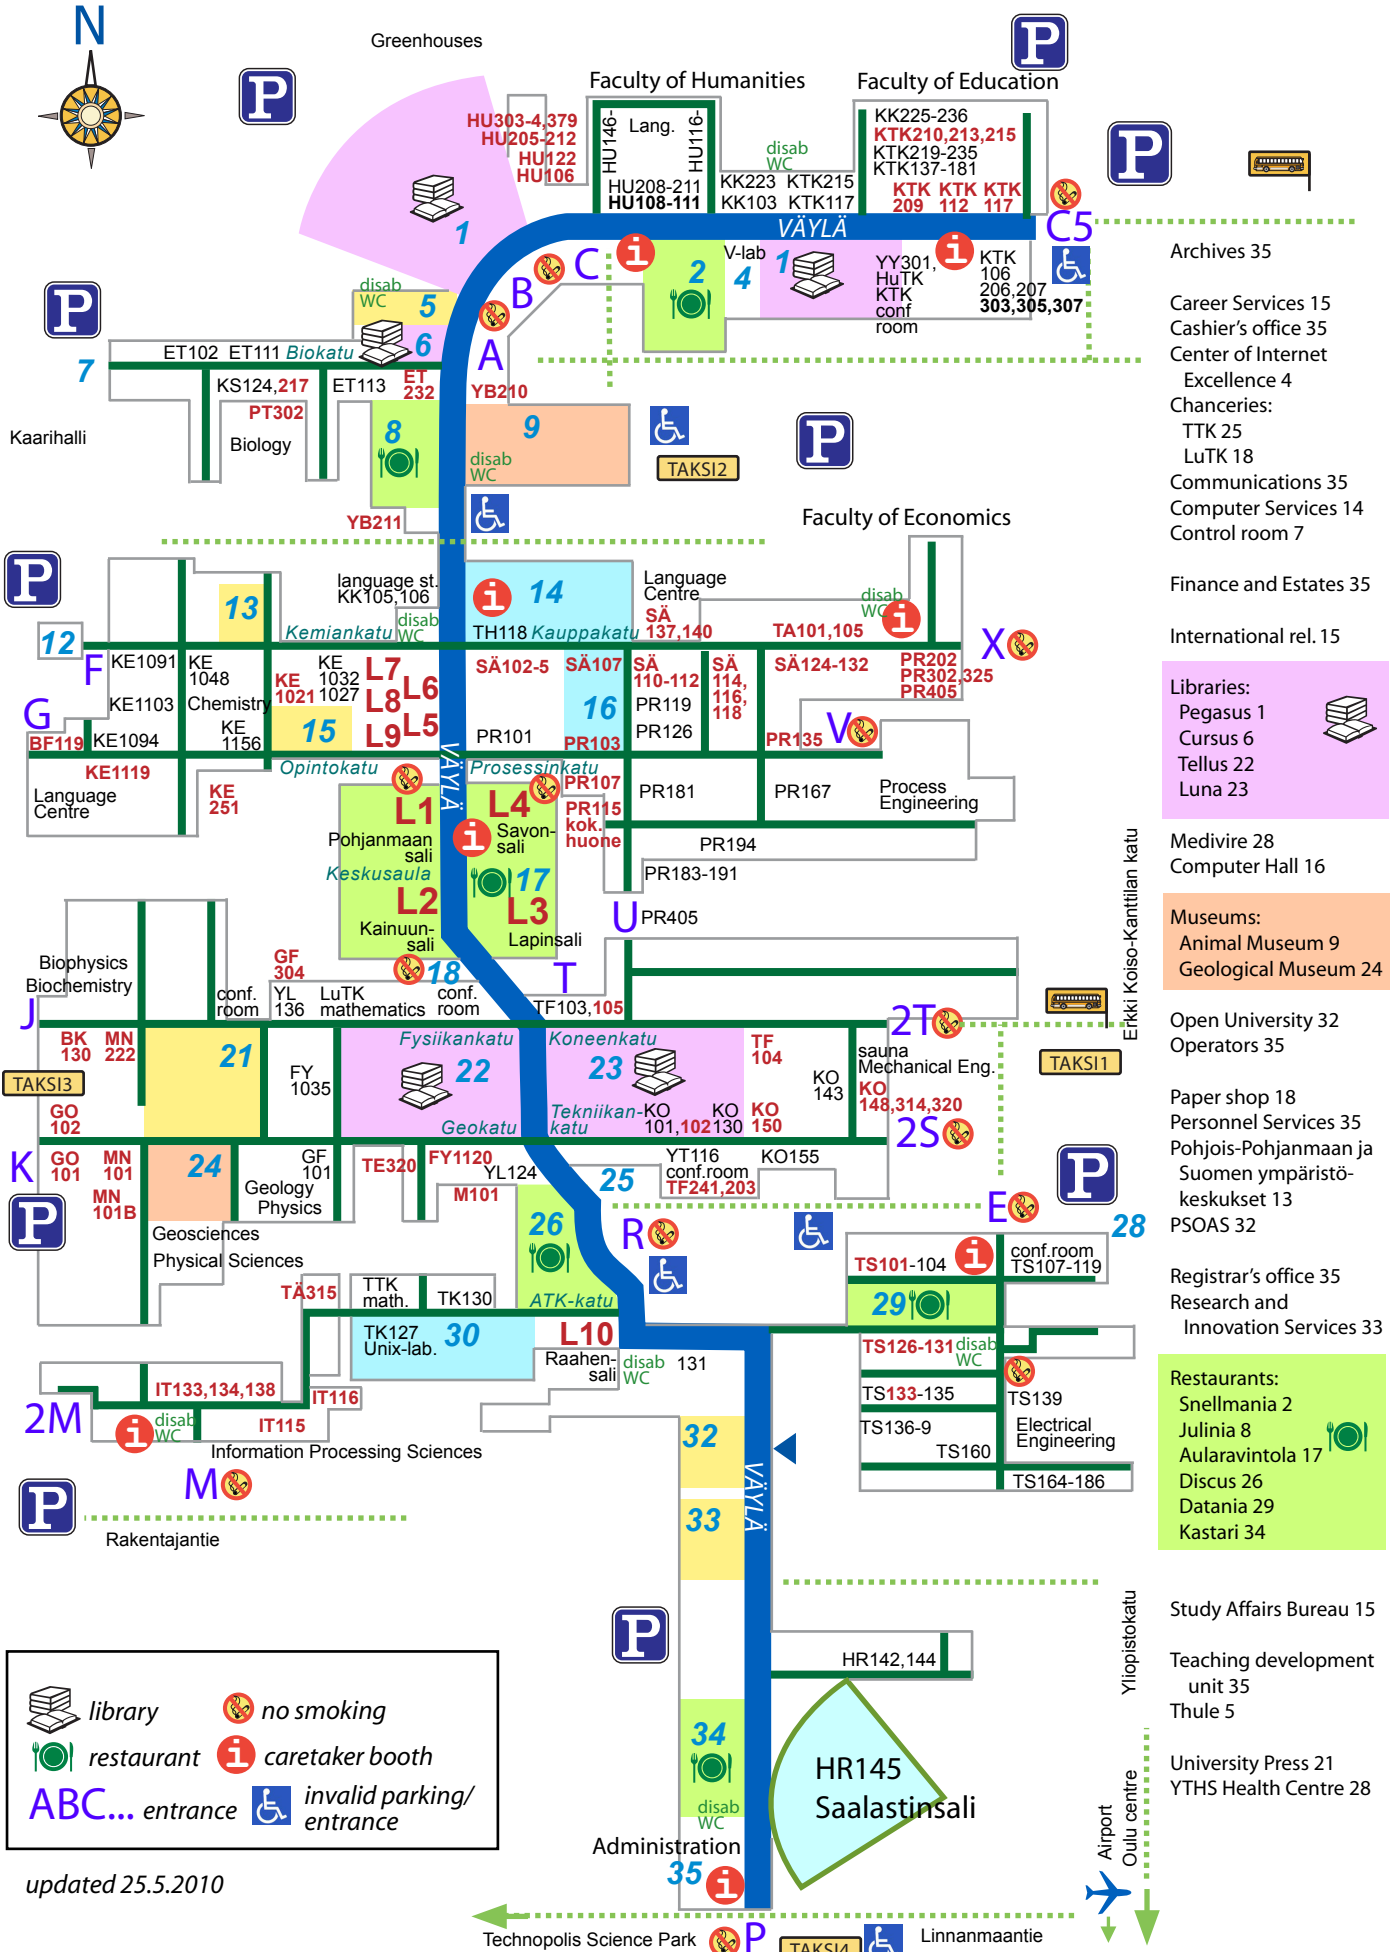 N
Greenhouses
P
P
Faculty of Humanities
Faculty of Education
HU303-4,379
HU205-212
HU122
HU106
HU146-
Lang.
HU116-
HU208-211
HU108-111
disab
WC
KK223 KTK215
KK103 KTK117
KK225-236
KTK210,213,215
KTK219-235
KTK137-181
KTK KTK KTK
209 112 117
P
VÄYLÄ
C5
1
i
C
B
A
2
V-lab
4
1
YY301,
HuTK
KTK
conf
room
i
KTK
106
206,207
303,305,307
P
disab
WC
5
6
7
ET102 ET111 Biokatu
KS124,217
PT302
ET113
ET
232
YB210
Kaarihalli
Biology
8
9
disab
WC
TAKSI2
P
YB211
Faculty of Economics
P
language st.
KK105,106
disab
WC
i
14
Language
Centre
SÄ
137,140
disab
WC
i
12
13
Kemiankatu
TH118 Kauppakatu
TA101,105
X
F
KE1091
KE
1048
KE
1021
KE
1032
1027
L7
L6
L8
L5
L9
SÄ102-5
SÄ107
SÄ
110-112
SÄ
114,
116,
118
SÄ124-132
PR202
PR302,325
PR405
G
KE1103
Chemistry
BF119
KE1094
KE
1156
15
16
PR119
PR126
PR101
PR103
PR135
V
KE1119
Opintokatu
VÄYLÄ
Prosessinkatu
Language
Centre
KE
251
PR107
PR115
kok.
huone
PR181
PR167
Process
Engineering
L1
Pohjanmaan
sali
Keskusaula
L2
Kainuun-
sali
i
L4
Savon-
sali
17
L3
Lapinsali
PR194
PR183-191
U
PR405
Erkki Koiso-Kanttilan katu
Biophysics
Biochemistry
GF
304
18
T
conf.
room
YL
136
LuTK
mathematics
conf.
room
TF103,105
J
2T
BK
130
MN
222
21
Fysiikankatu
Koneenkatu
TF
104
sauna
Mechanical Eng.
TAKSI3
TAKSI1
FY
1035
22
23
KO
143
KO
148,314,320
GO
102
Geokatu
Tekniikan-
katu
KO
101,102
KO
130
KO
150
2S
K
GO
101
MN
101
MN
101B
24
GF
101
Geology
Physics
TE320
FY1120
YL124
M101
25
YT116
conf.room
TF241,203
KO155
P
P
Geosciences
Physical Sciences
26
R
E
28
TS101-104
i
conf.room
TS107-119
TÄ315
TTK
math.
TK130
ATK-katu
29
TK127
Unix-lab.
30
L10
Raahen-
sali
disab
WC
131
TS126-131
disab
WC
TS133-135
TS139
TS136-9
Electrical
Engineering
TS160
TS164-186
IT133,134,138
IT116
2M
i
disab
WC
IT115
Information Processing Sciences
M
P
Rakentajantie
32
33
VÄYLÄ
P
HR142,144
34
disab
WC
HR145
Saalastinsali
Administration
35
i
Technopolis Science Park
P
TAKSI4
Linnanmaantie
Yliopistokatu
Airport
Oulu centre
Archives 35
Career Services 15
Cashier's office 35
Center of Internet
Excellence 4
Chanceries:
TTK 25
LuTK 18
Communications 35
Computer Services 14
Control room 7
Finance and Estates 35
International rel. 15
Libraries:
Pegasus 1
Cursus 6
Tellus 22
Luna 23
Medivire 28
Computer Hall 16
Museums:
Animal Museum 9
Geological Museum 24
Open University 32
Operators 35
Paper shop 18
Personnel Services 35
Pohjois-Pohjanmaan ja
Suomen ympäristö-
keskukset 13
PSOAS 32
Registrar's office 35
Research and
Innovation Services 33
Restaurants:
Snellmania 2
Julinia 8
Aularavintola 17
Discus 26
Datania 29
Kastari 34
Study Affairs Bureau 15
Teaching development
unit 35
Thule 5
University Press 21
YTHS Health Centre 28
library
no smoking
restaurant
i
caretaker booth
ABC... entrance
invalid parking/
entrance
updated 25.5.2010